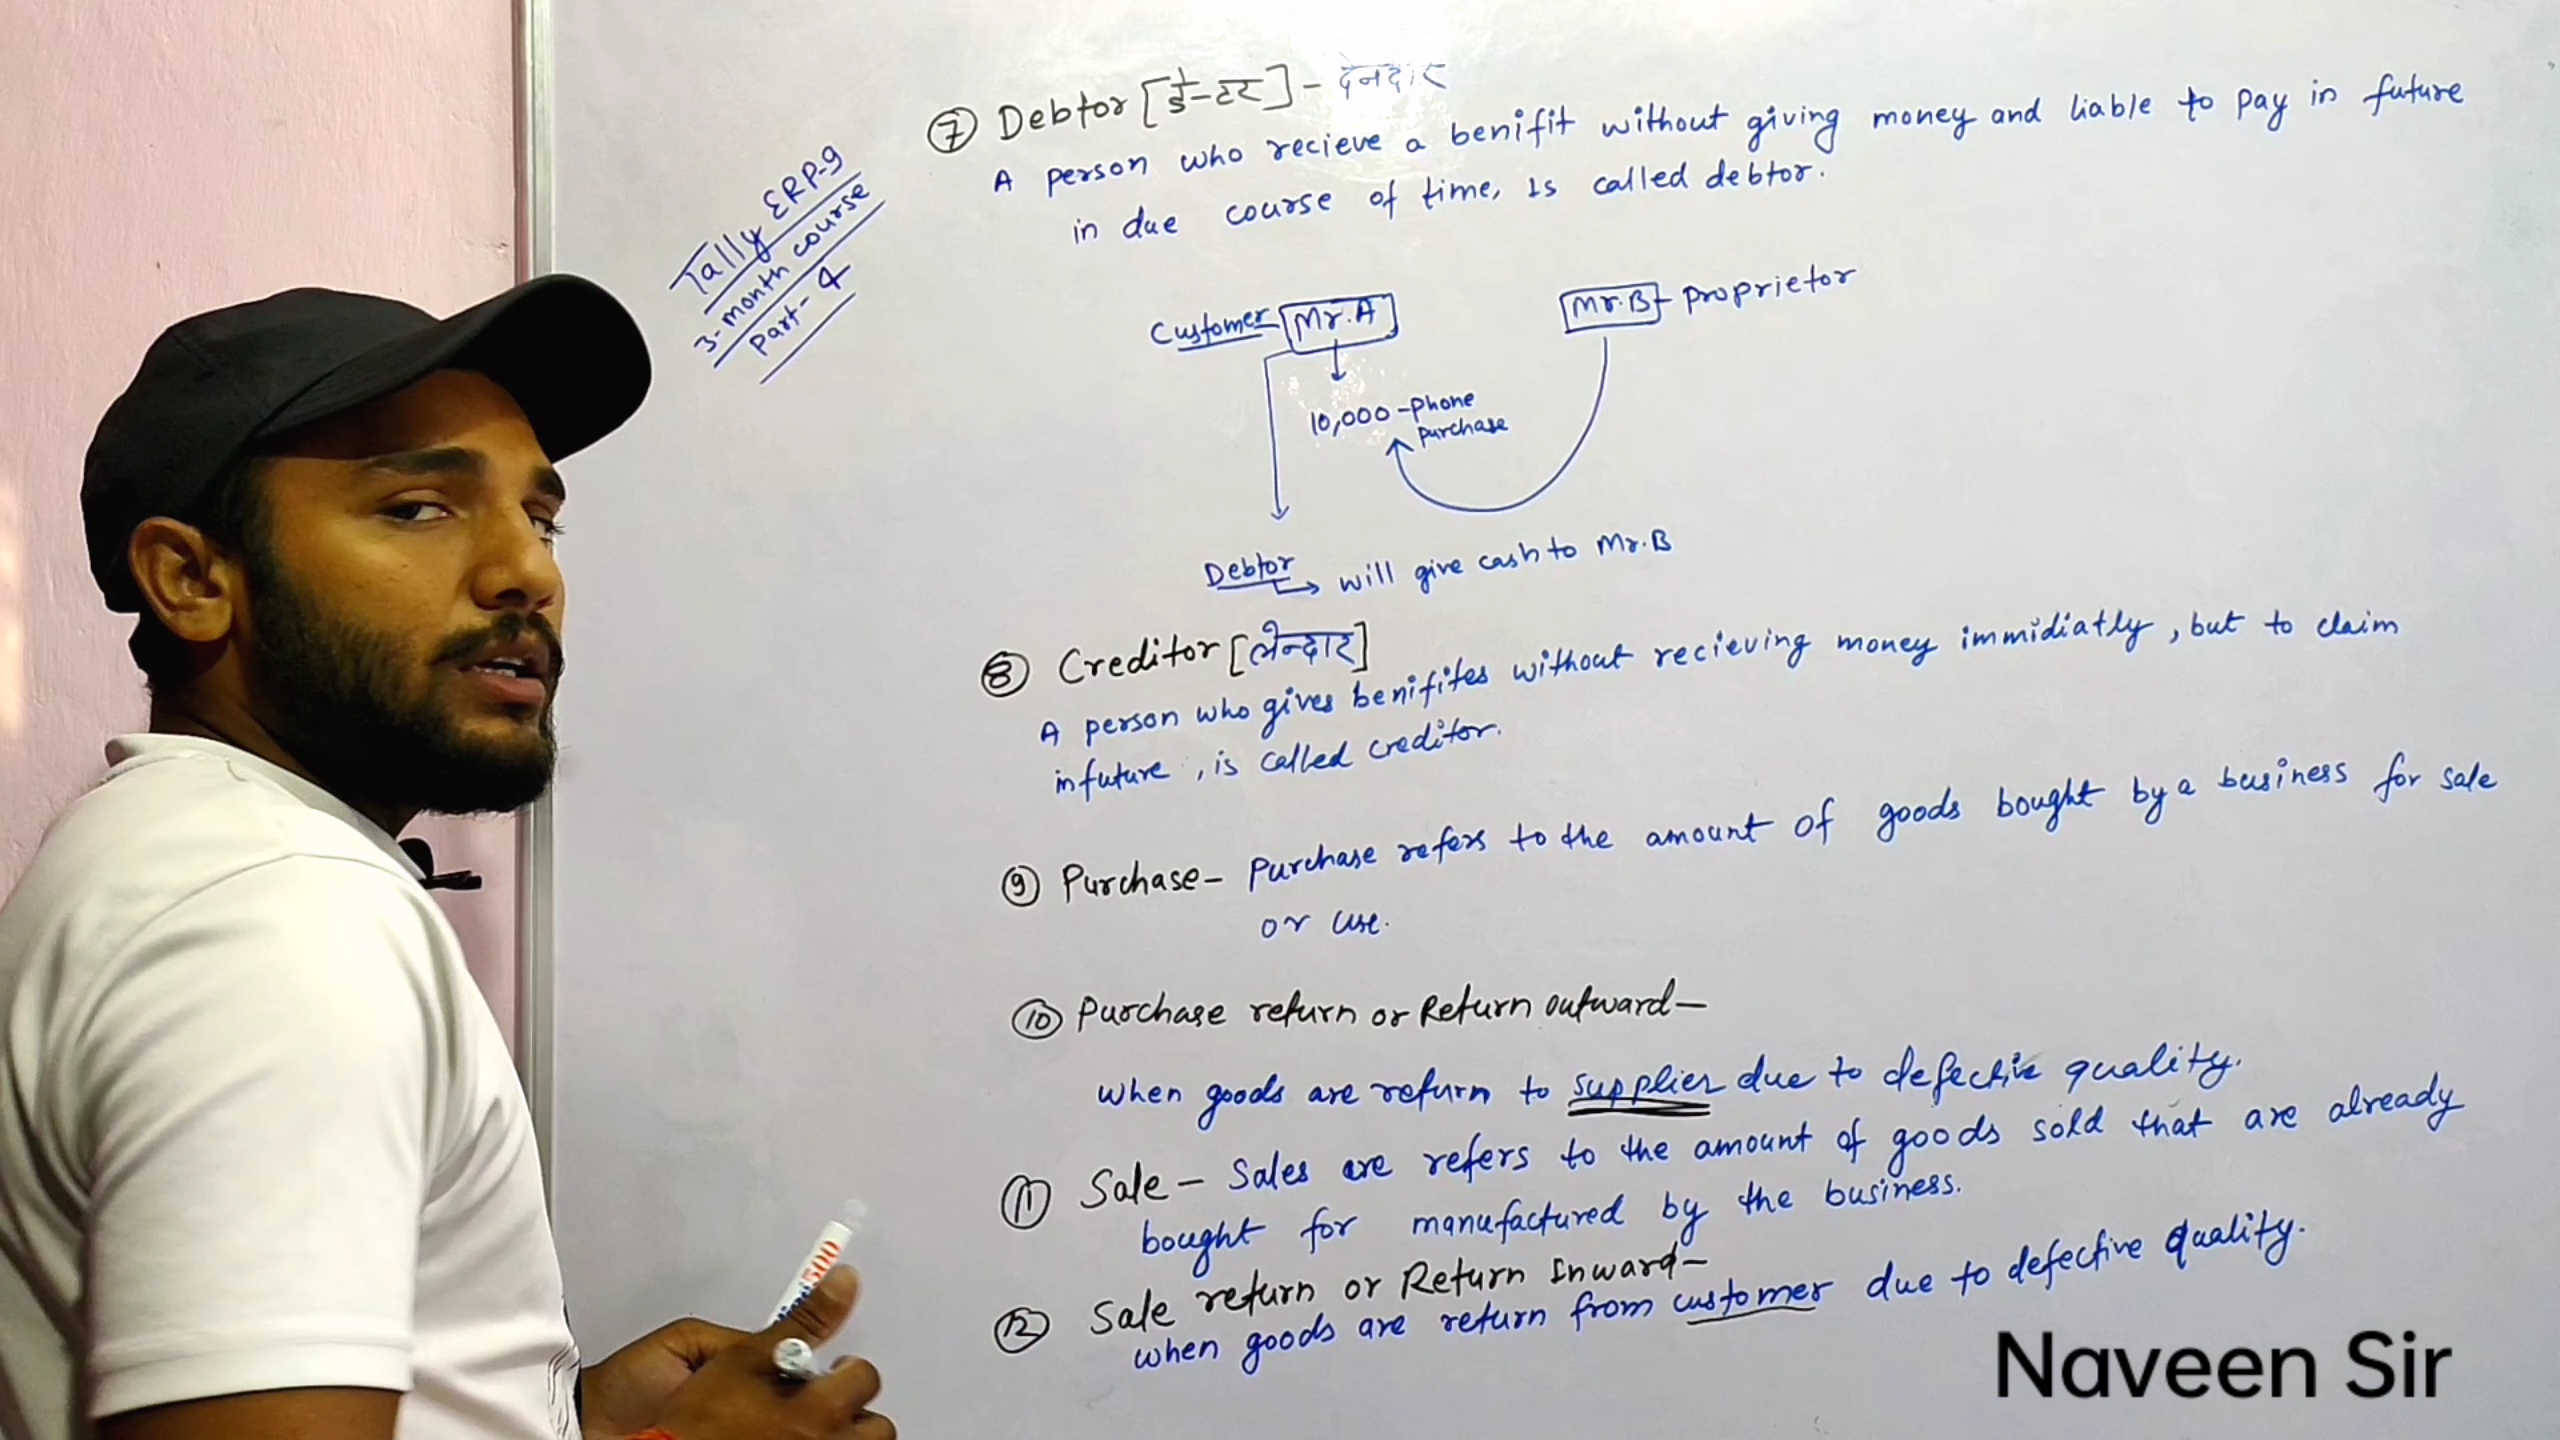 Tally ERP-9
3-month course
Part-4
⑦ Debtor [डे-टर] - देनदार
A person who recieve a benifit without giving money and liable to pay in future
in due course of time, is called debtor.
Customer Mr.A
Mr.B - proprietor
10,000 - Phone
purchase
Debtor → will give cash to Mr.B
⑧ Creditor [लेन्दार]
A person who gives benifites without recieving money immidiatly, but to claim
in future, is called creditor.
⑨ Purchase - Purchase refers to the amount of goods bought by a business for sale
or use.
⑩ Purchase return or Return outward -
when goods are return to supplier due to defective quality.
⑪ Sale - Sales are refers to the amount of goods sold that are already
bought for manufactured by the business.
⑫ Sale return or Return Inward -
when goods are return from customer due to defective quality.
Naveen Sir